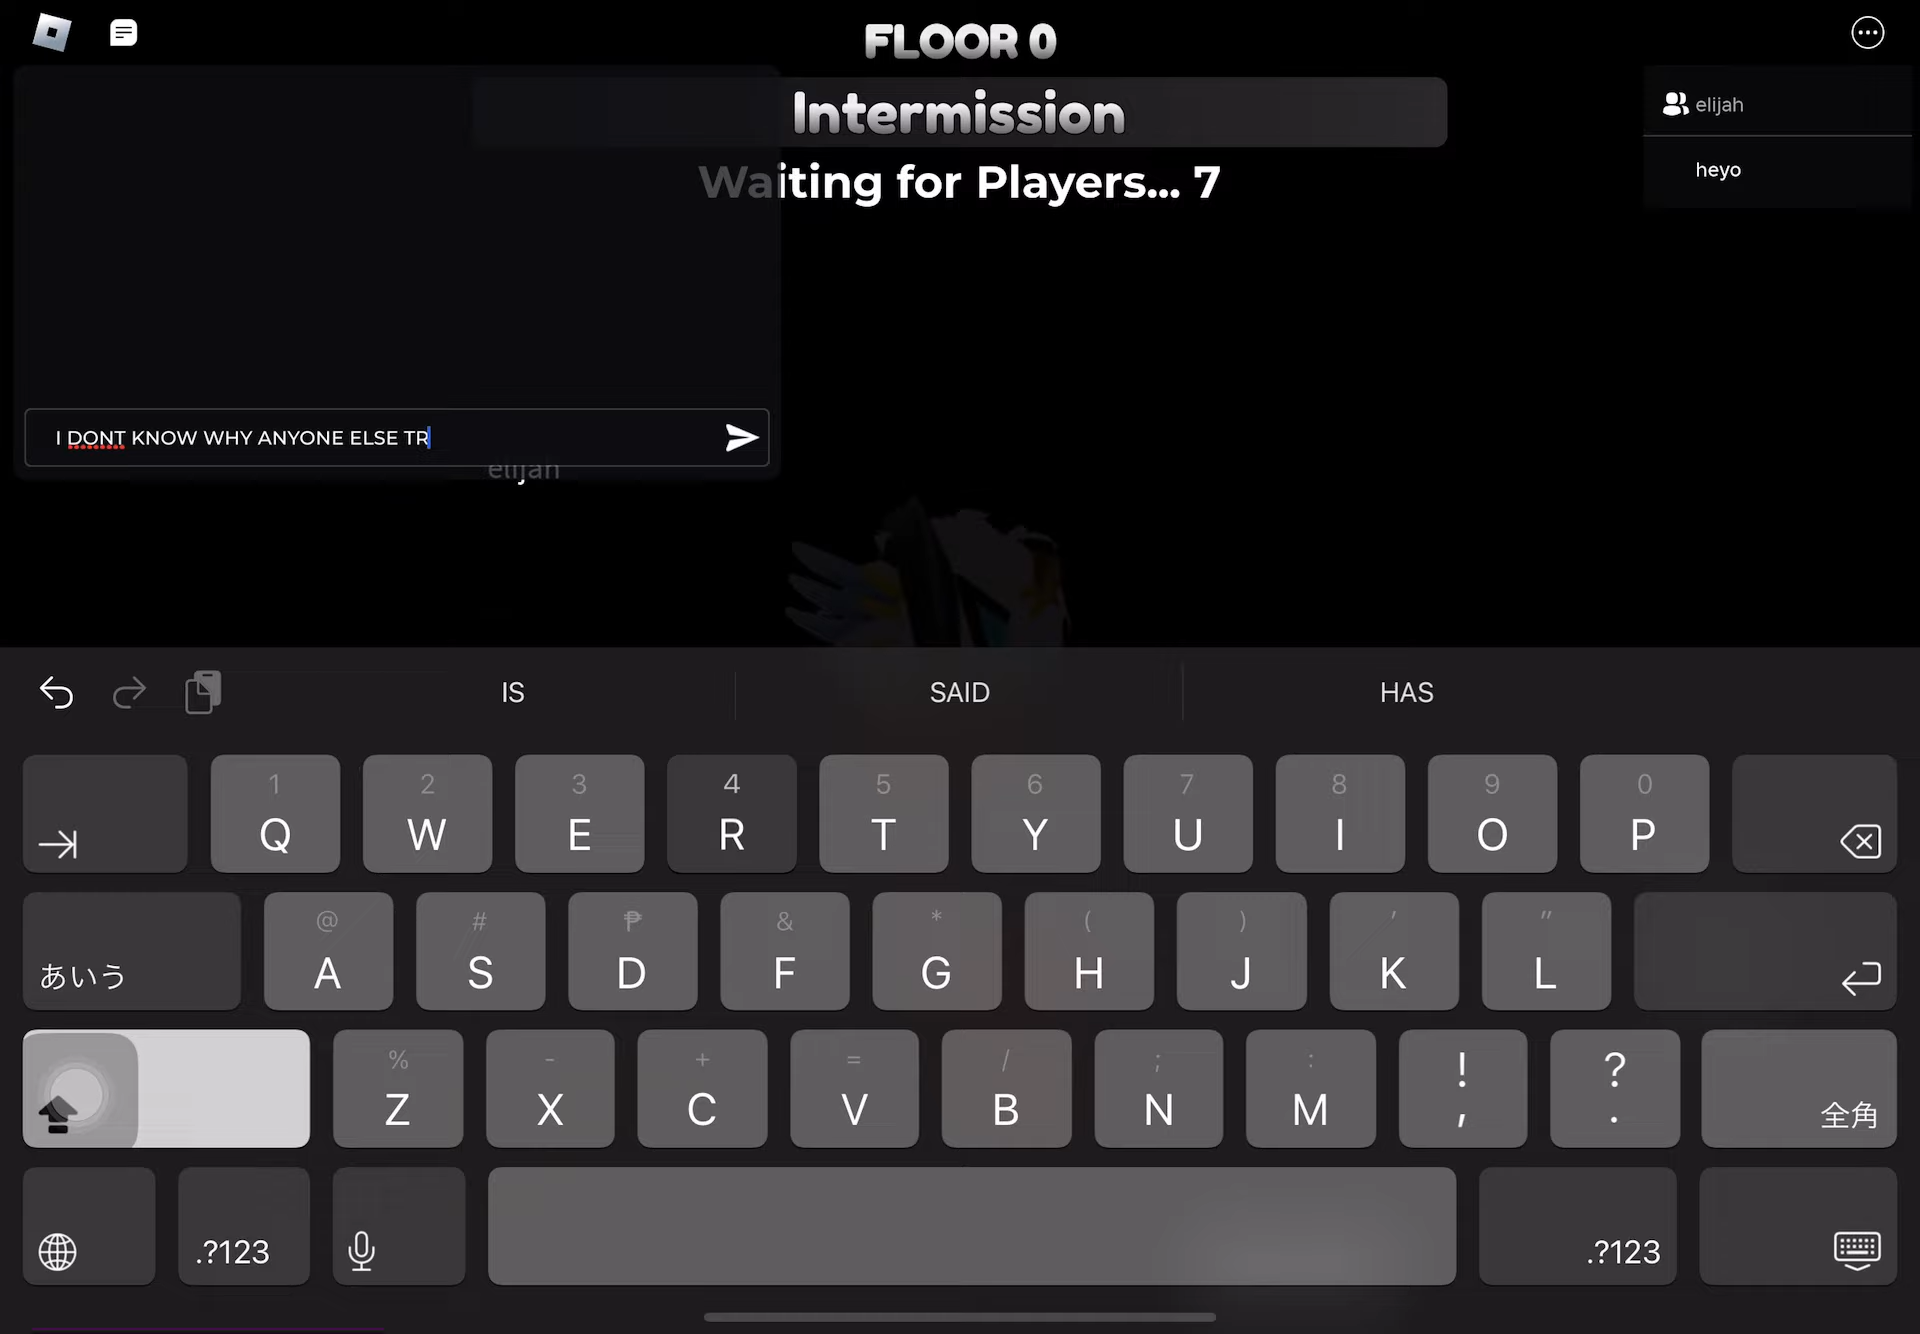 FLOOR 0
Intermission
Waiting for Players... 7
elijah
heyo
I DONT KNOW WHY ANYONE ELSE TR
elijah
IS SAID HAS
1 2 3 4 5 6 7 8 9 0
Q W E R T Y U I O P
@ # ₱ & * ( ) ' "
あいう A S D F G H J K L
% - + = / ; : ! ?
Z X C V B N M , . 全角
.?123 .?123